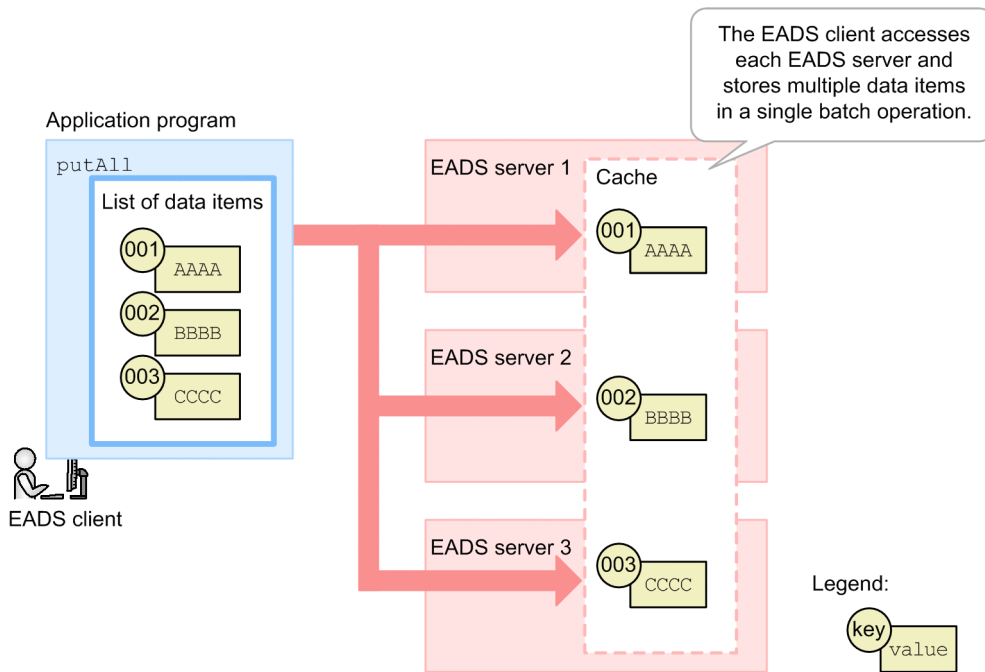 The EADS client accesses
each EADS server and
stores multiple data items
in a single batch operation.
Application program
putAll
List of data items
001
AAAA
002
BBBB
003
CCCC
EADS client
EADS server 1
Cache
001
AAAA
EADS server 2
002
BBBB
EADS server 3
003
CCCC
Legend:
key
value